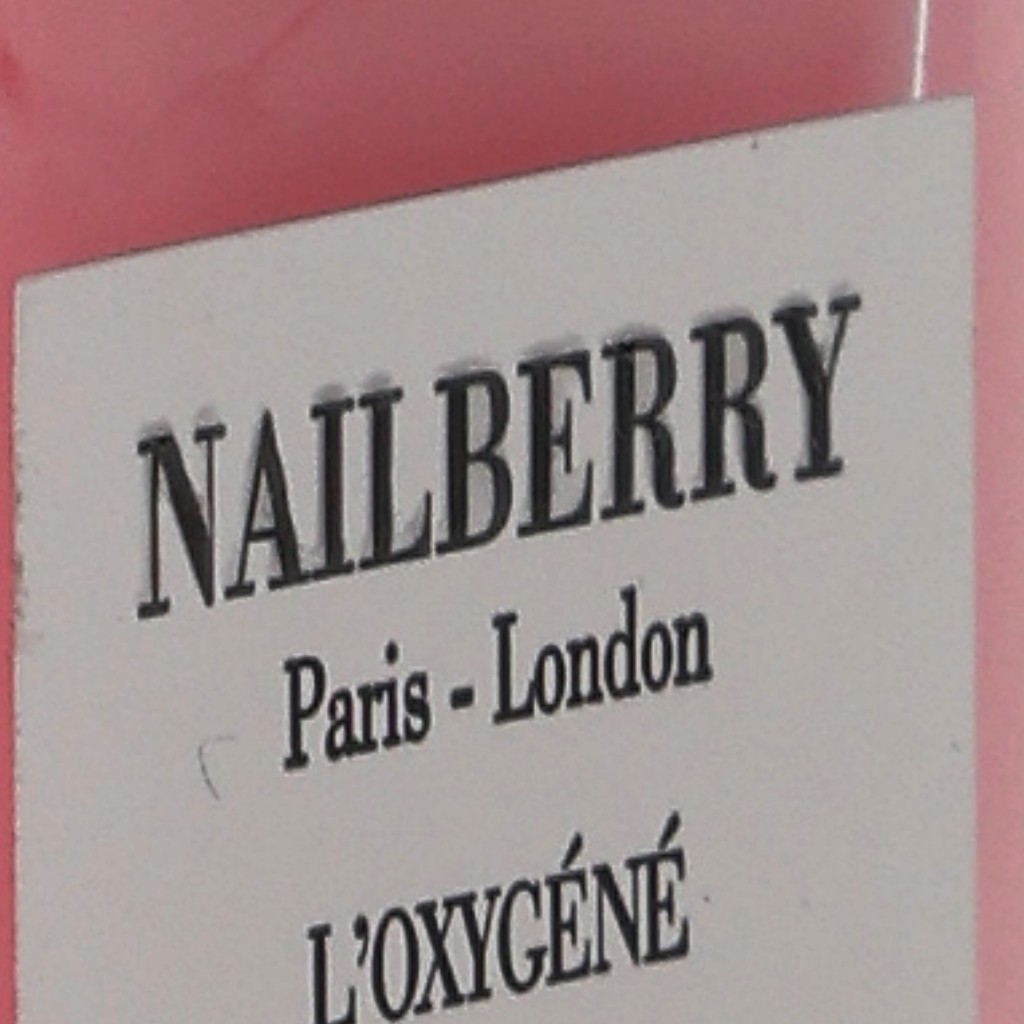 NAILBERRY
Paris - London
L'OXYGÉNÉ